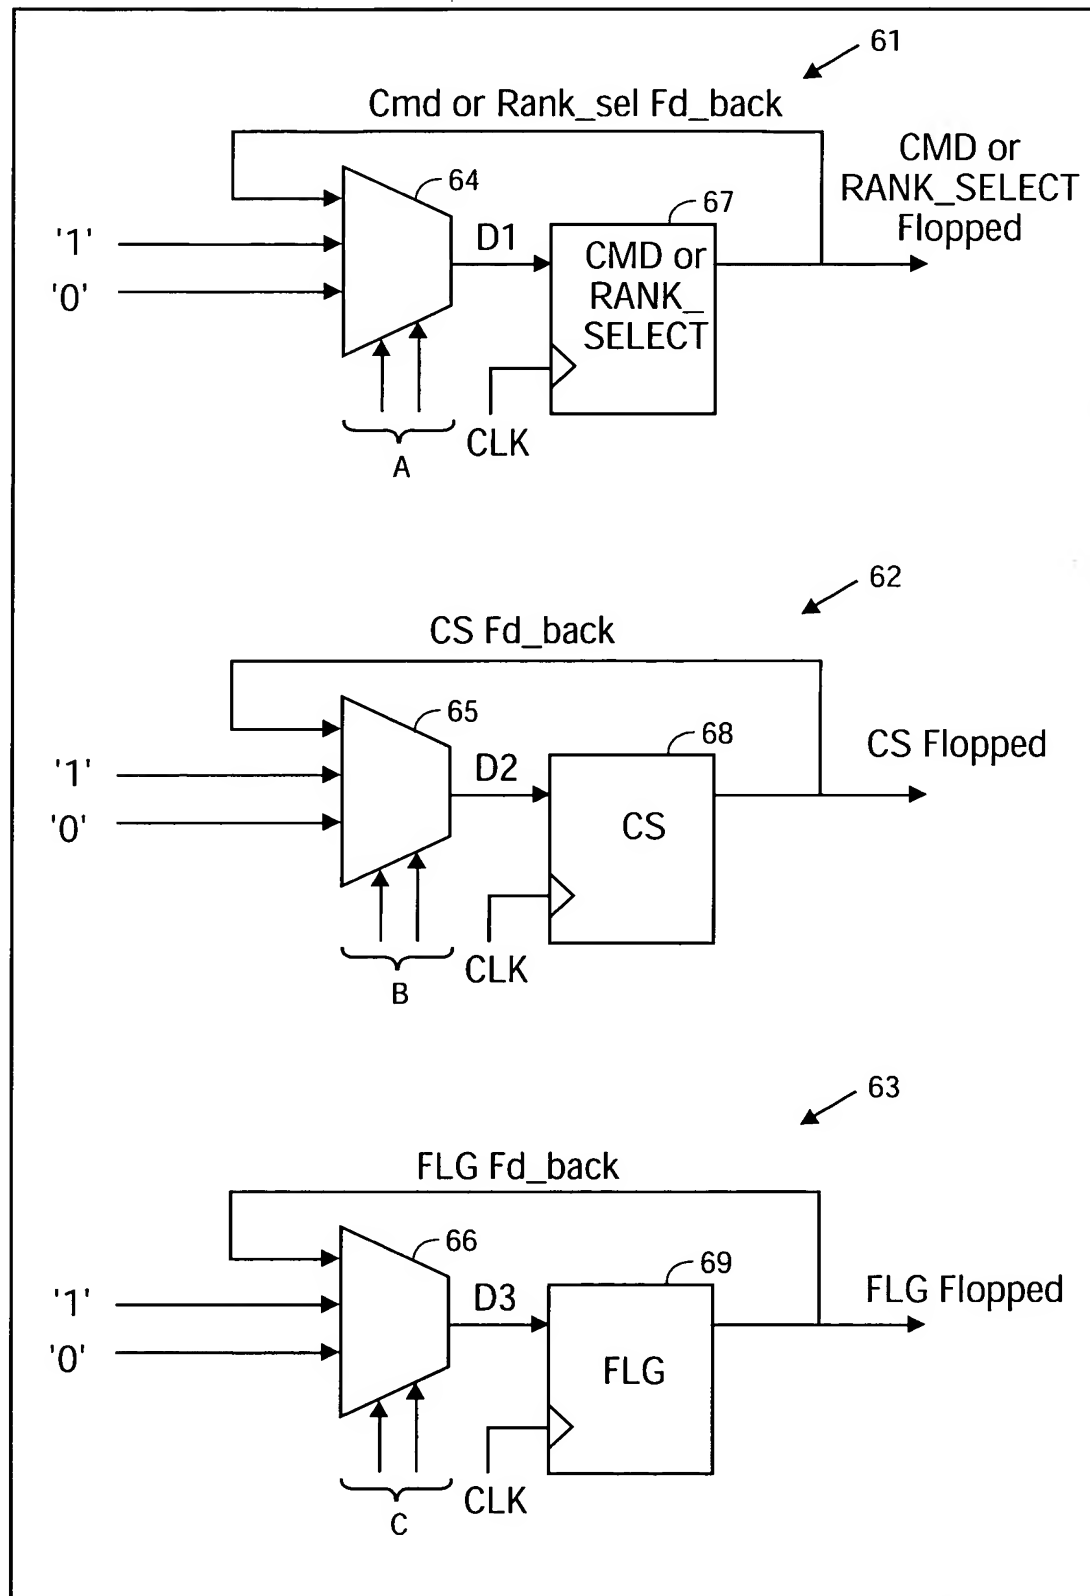 61
Cmd or Rank_sel Fd_back
CMD or
RANK_SELECT
Flopped
64
67
'1'
D1
CMD or
RANK_
SELECT
'0'
CLK
A
62
CS Fd_back
65
68
CS Flopped
'1'
D2
CS
'0'
CLK
B
63
FLG Fd_back
66
69
FLG Flopped
'1'
D3
'0'
FLG
CLK
C